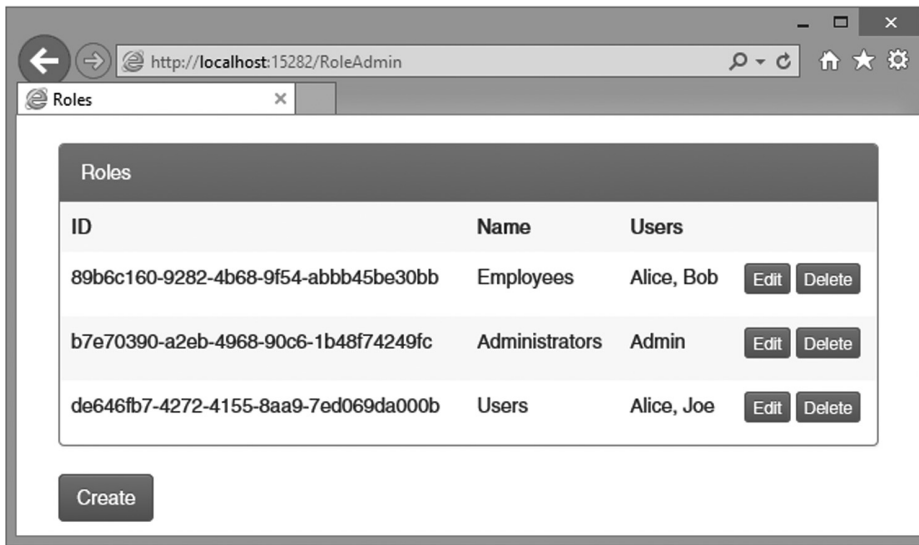 http://localhost:15282/RoleAdmin
Roles
Roles
ID Name Users
89b6c160-9282-4b68-9f54-abbb45be30bb Employees Alice, Bob Edit Delete
b7e70390-a2eb-4968-90c6-1b48f74249fc Administrators Admin Edit Delete
de646fb7-4272-4155-8aa9-7ed069da000b Users Alice, Joe Edit Delete
Create